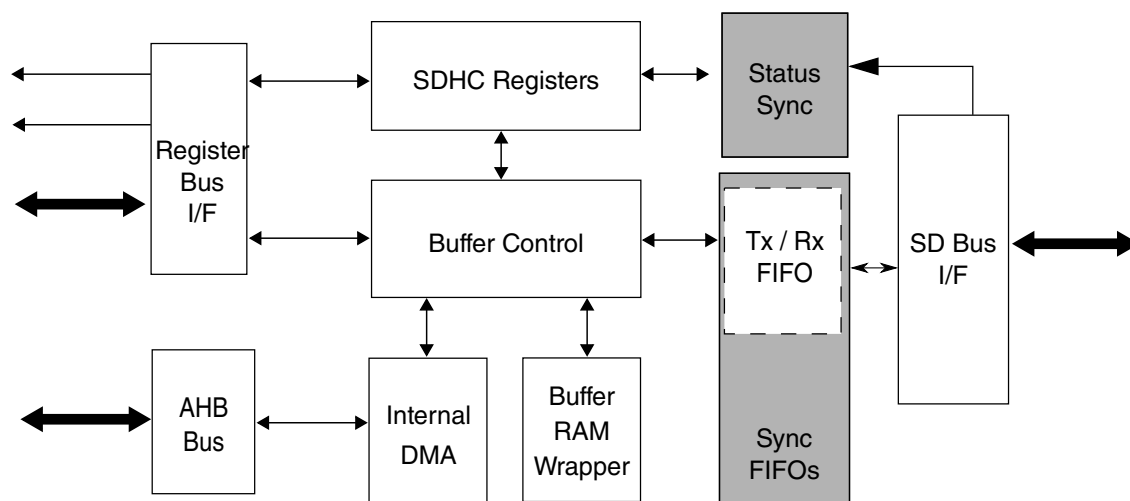 SDHC Registers
Status
Sync
Register
Bus
I/F
Buffer Control
Tx / Rx
FIFO
SD Bus
I/F
AHB
Bus
Internal
DMA
Buffer
RAM
Wrapper
Sync
FIFOs